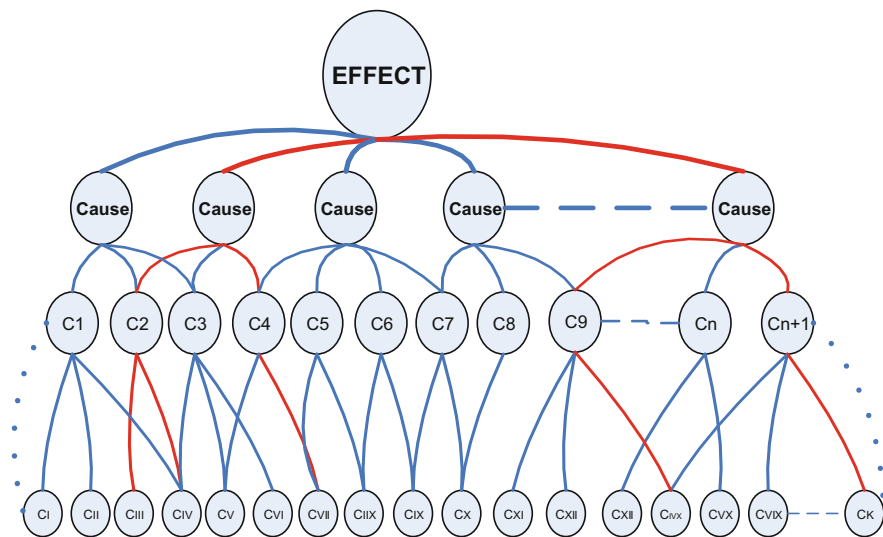 EFFECT
Cause Cause Cause Cause Cause
C1 C2 C3 C4 C5 C6 C7 C8 C9 Cn Cn+1
CI CII CIII CIV CV CVI CVII CIIX CIX CX CXI CXII CXII CIVX CVX CVIX CK